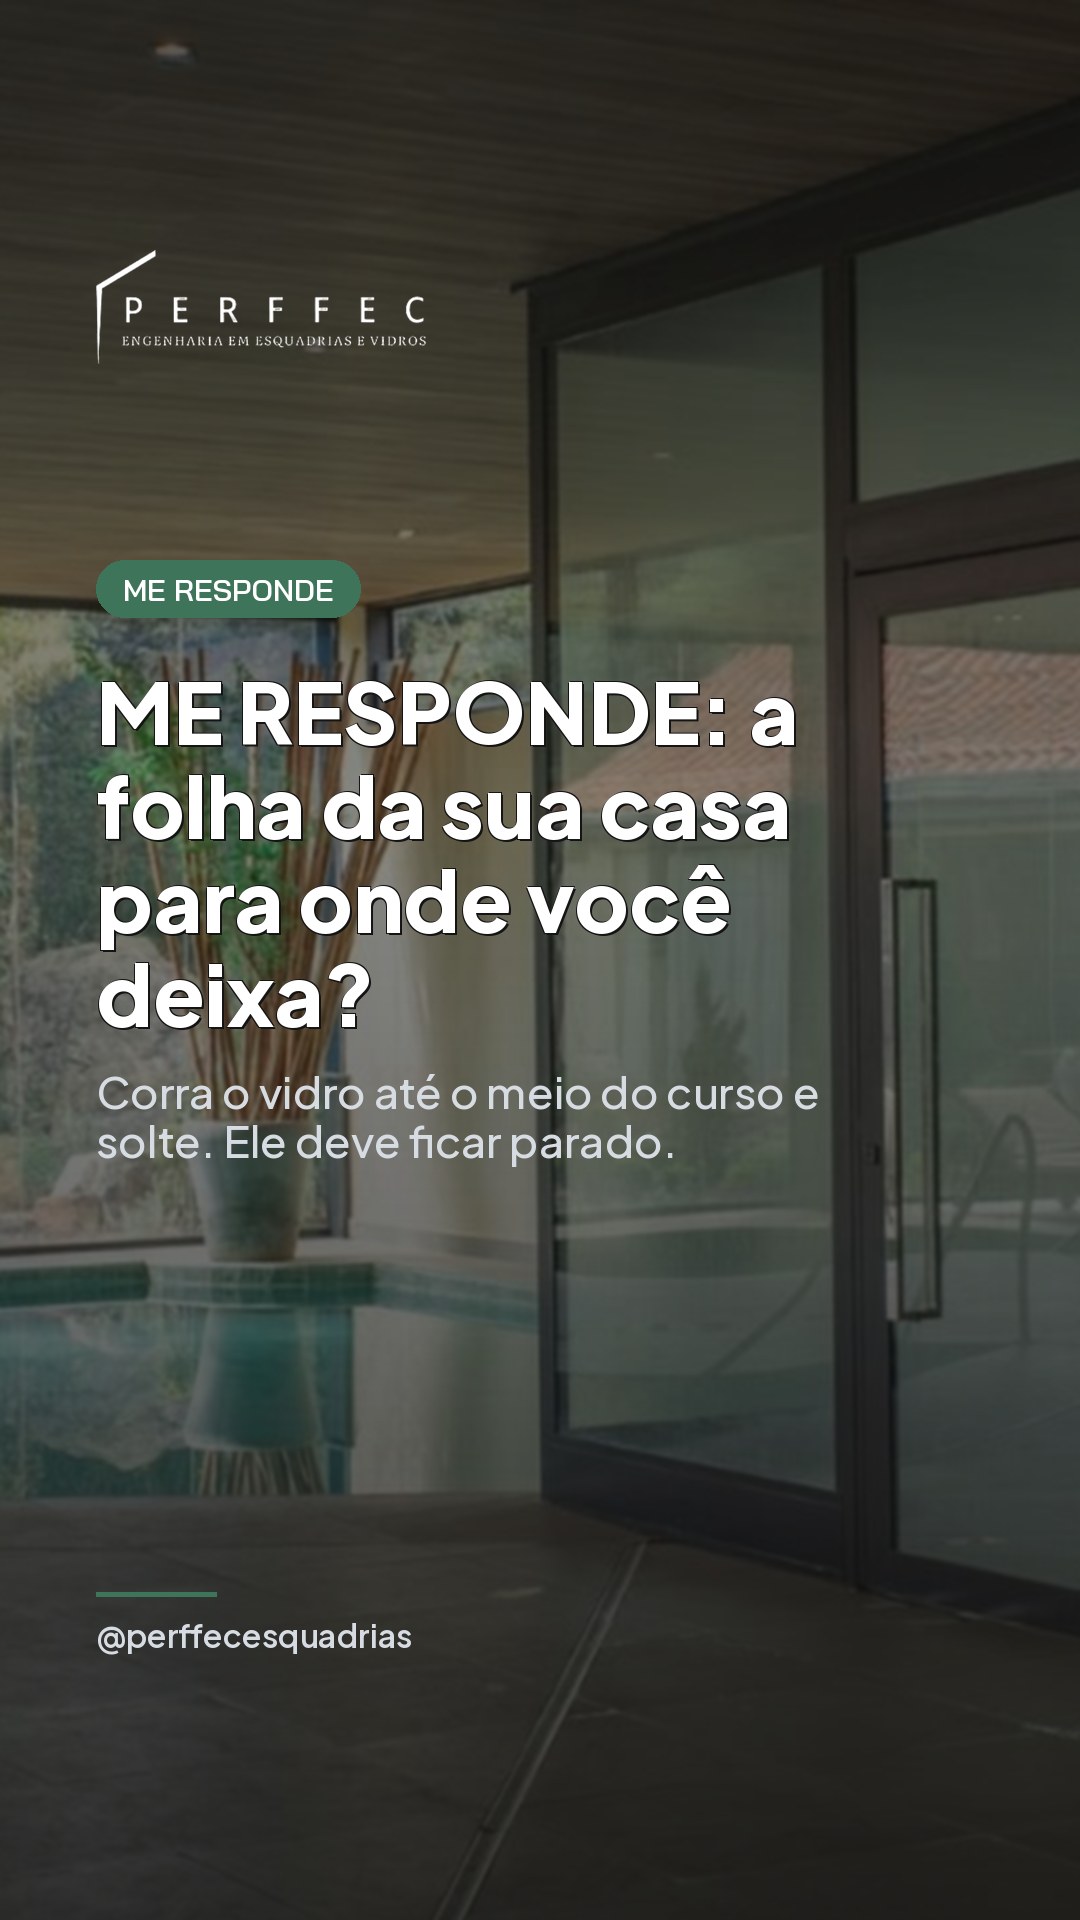 PERFFEC
ENGENHARIA EM ESQUADRIAS E VIDROS
ME RESPONDE
ME RESPONDE: a
folha da sua casa
para onde você
deixa?
Corra o vidro até o meio do curso e
solte. Ele deve ficar parado.
@perffecesquadrias